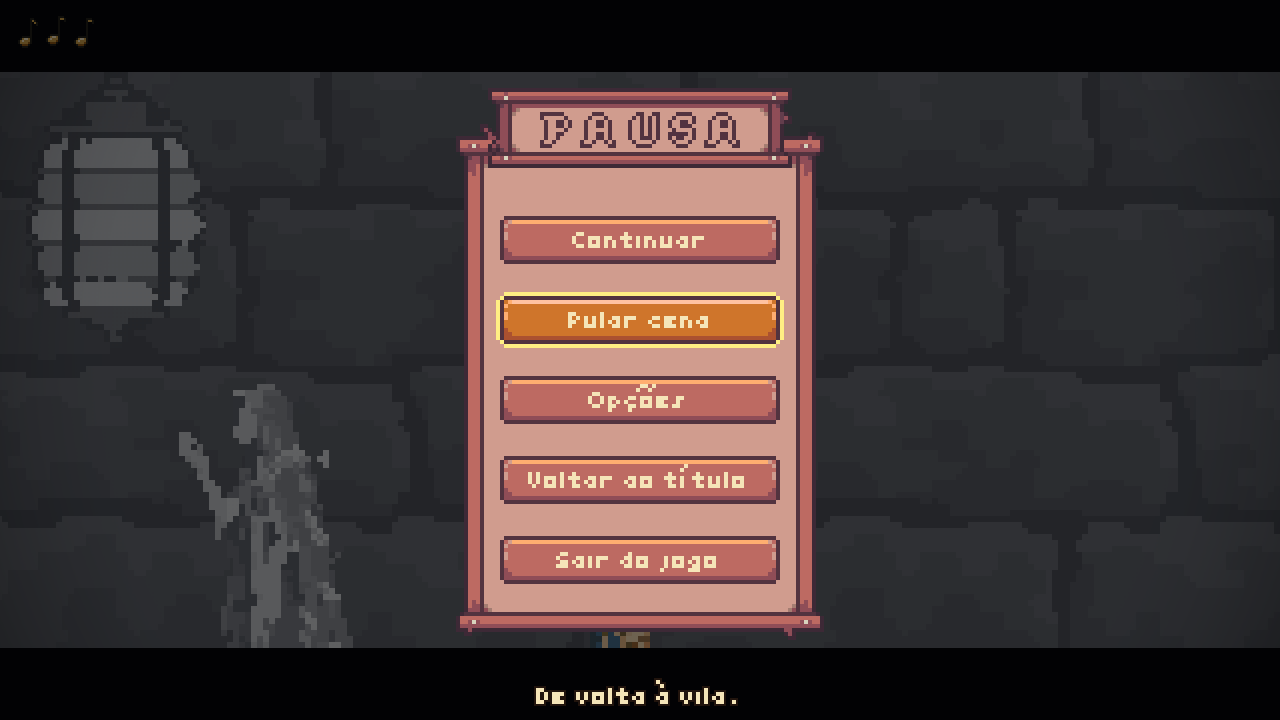 PAUSA
Continuar
Pular cena
Opções
Voltar ao título
Sair do jogo
De volta à vila.